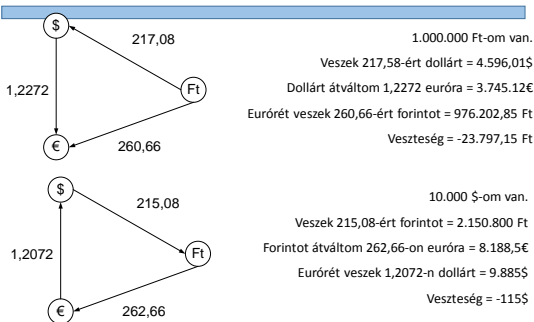 $
217,08
1,2272
Ft
€
260,66
1.000.000 Ft-om van.
Veszek 217,58-ért dollárt = 4.596,01$
Dollárt átváltom 1,2272 euróra = 3.745.12€
Eurórét veszek 260,66-ért forintot = 976.202,85 Ft
Veszteség = -23.797,15 Ft
$
215,08
1,2072
Ft
€
262,66
10.000 $-om van.
Veszek 215,08-ért forintot = 2.150.800 Ft
Forintot átváltom 262,66-on euróra = 8.188,5€
Eurórét veszek 1,2072-n dollárt = 9.885$
Veszteség = -115$